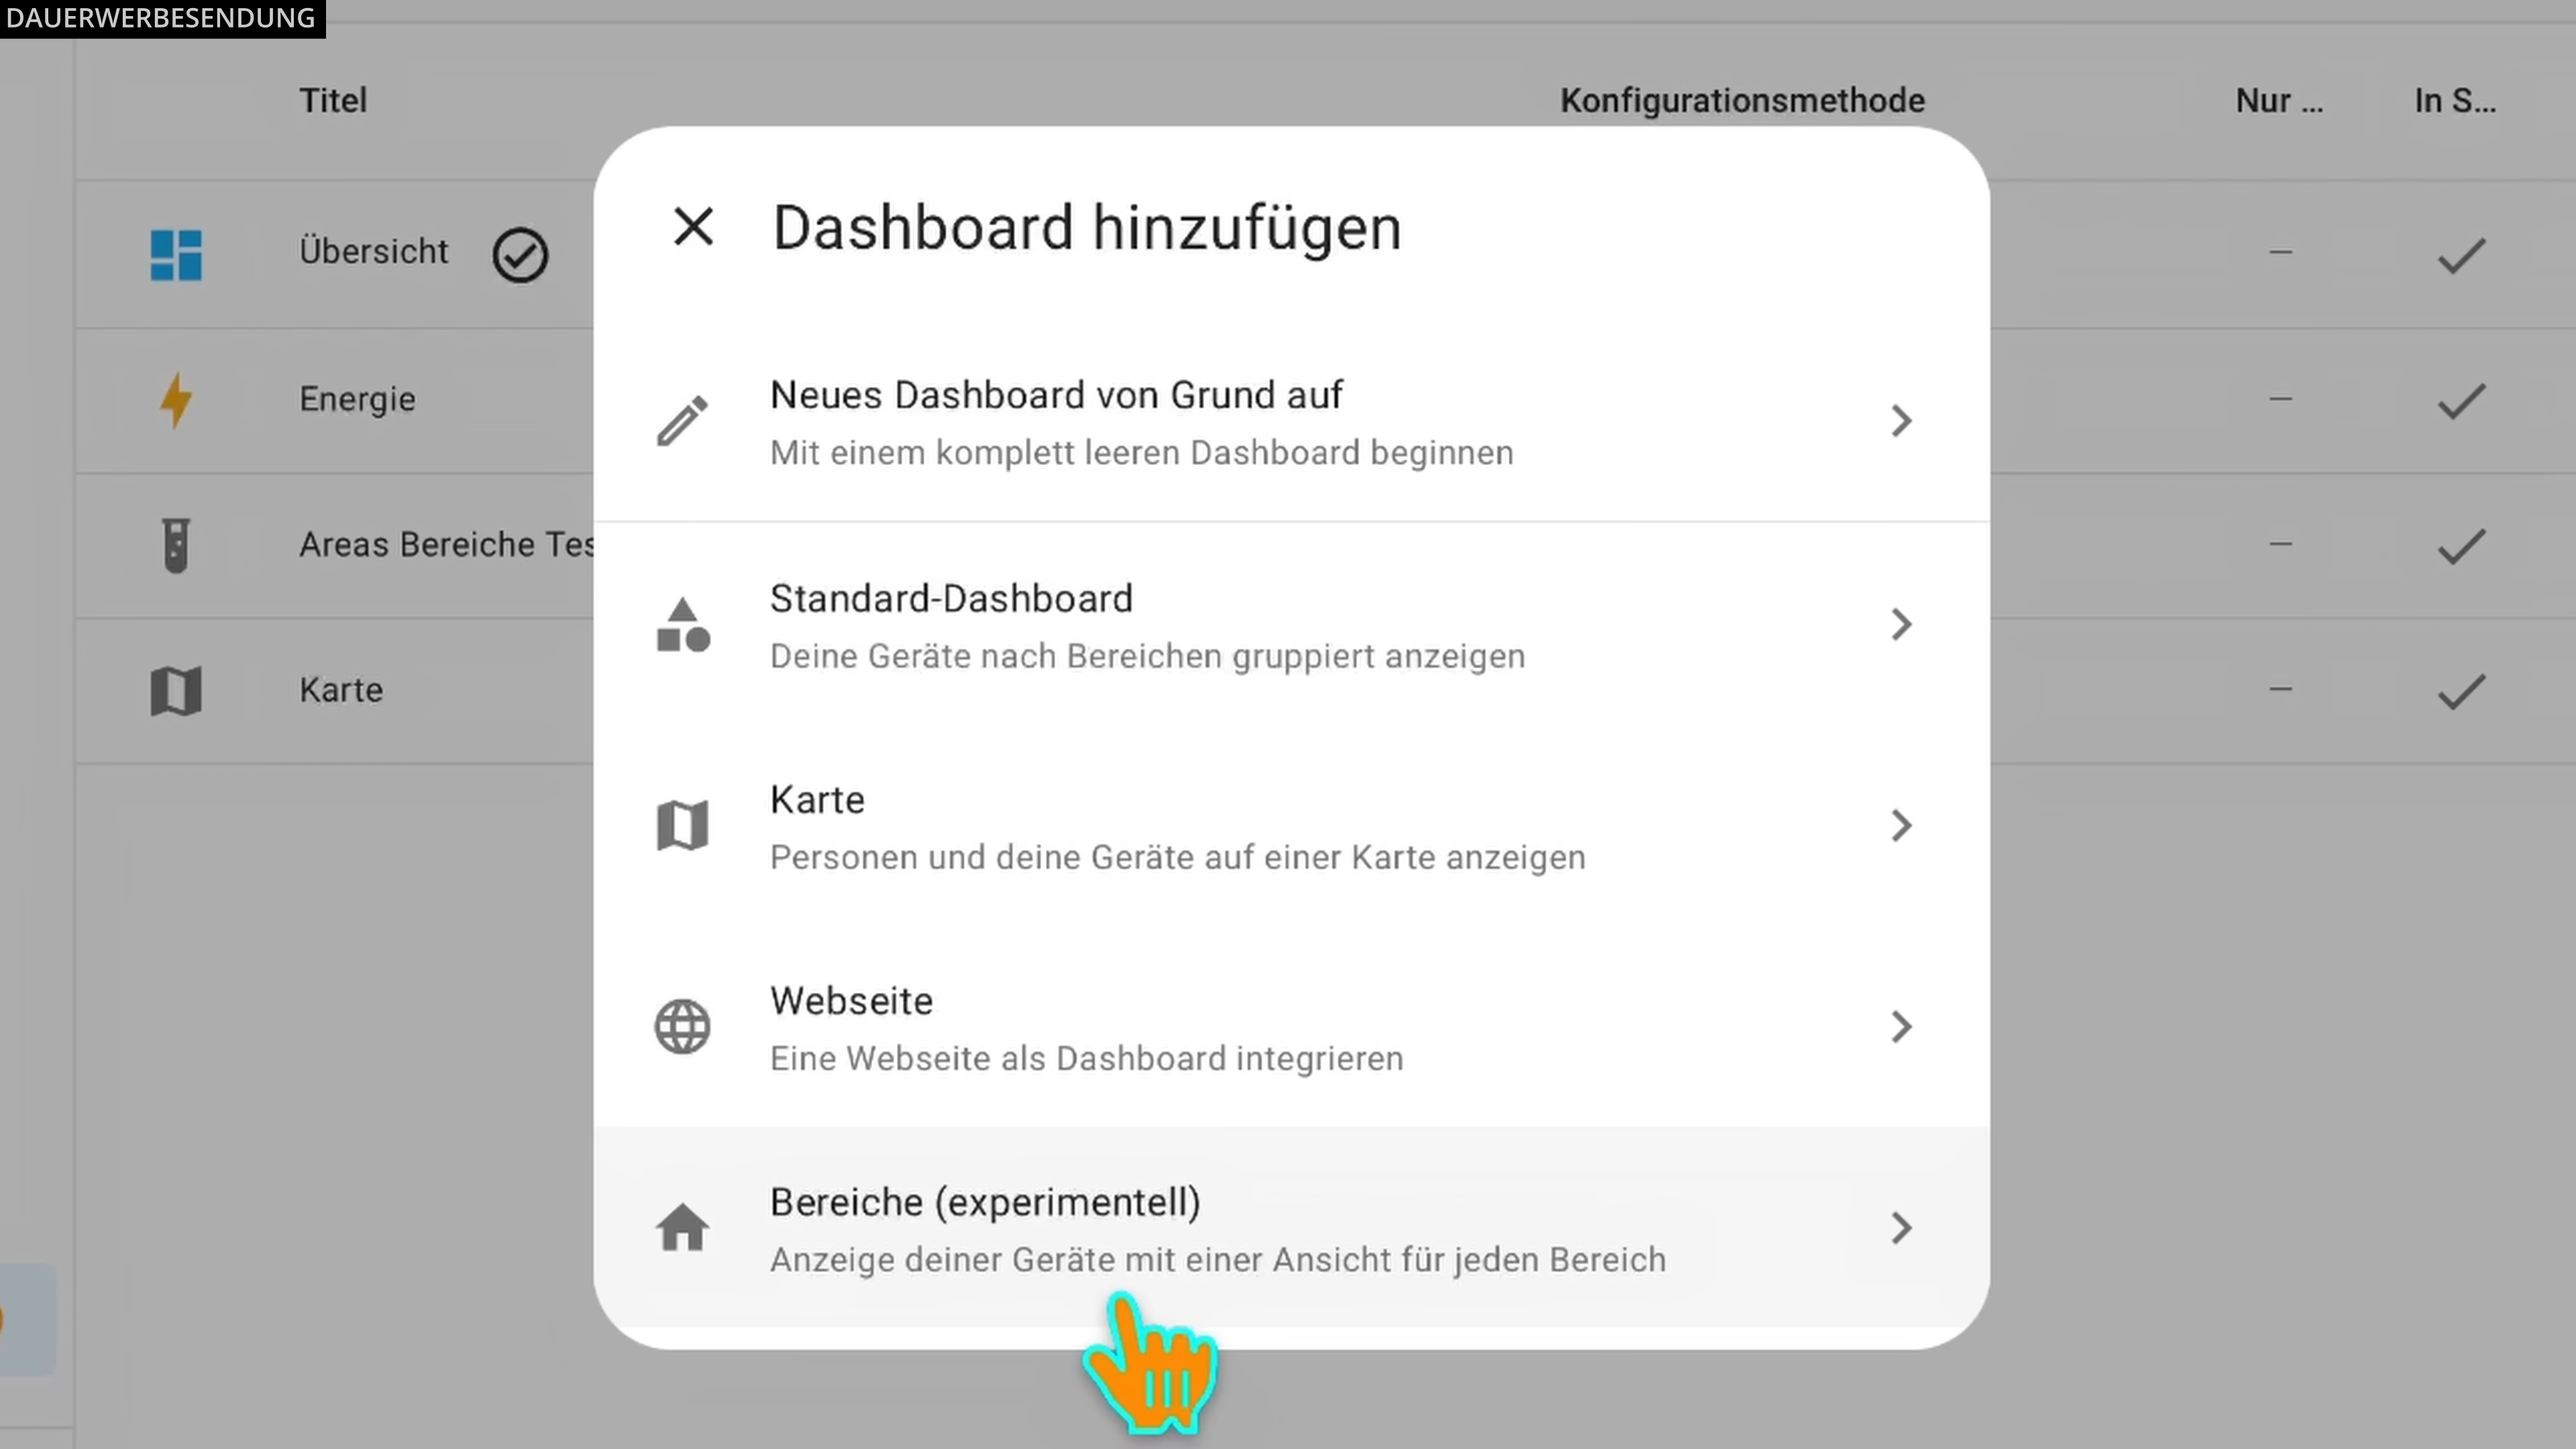 DAUERWERBESENDUNG
Titel
Konfigurationsmethode
Nur ...
In S...
Dashboard hinzufügen
Übersicht
Neues Dashboard von Grund auf
Mit einem komplett leeren Dashboard beginnen
Energie
Areas Bereiche Tes
Standard-Dashboard
Deine Geräte nach Bereichen gruppiert anzeigen
Karte
Karte
Personen und deine Geräte auf einer Karte anzeigen
Webseite
Eine Webseite als Dashboard integrieren
Bereiche (experimentell)
Anzeige deiner Geräte mit einer Ansicht für jeden Bereich